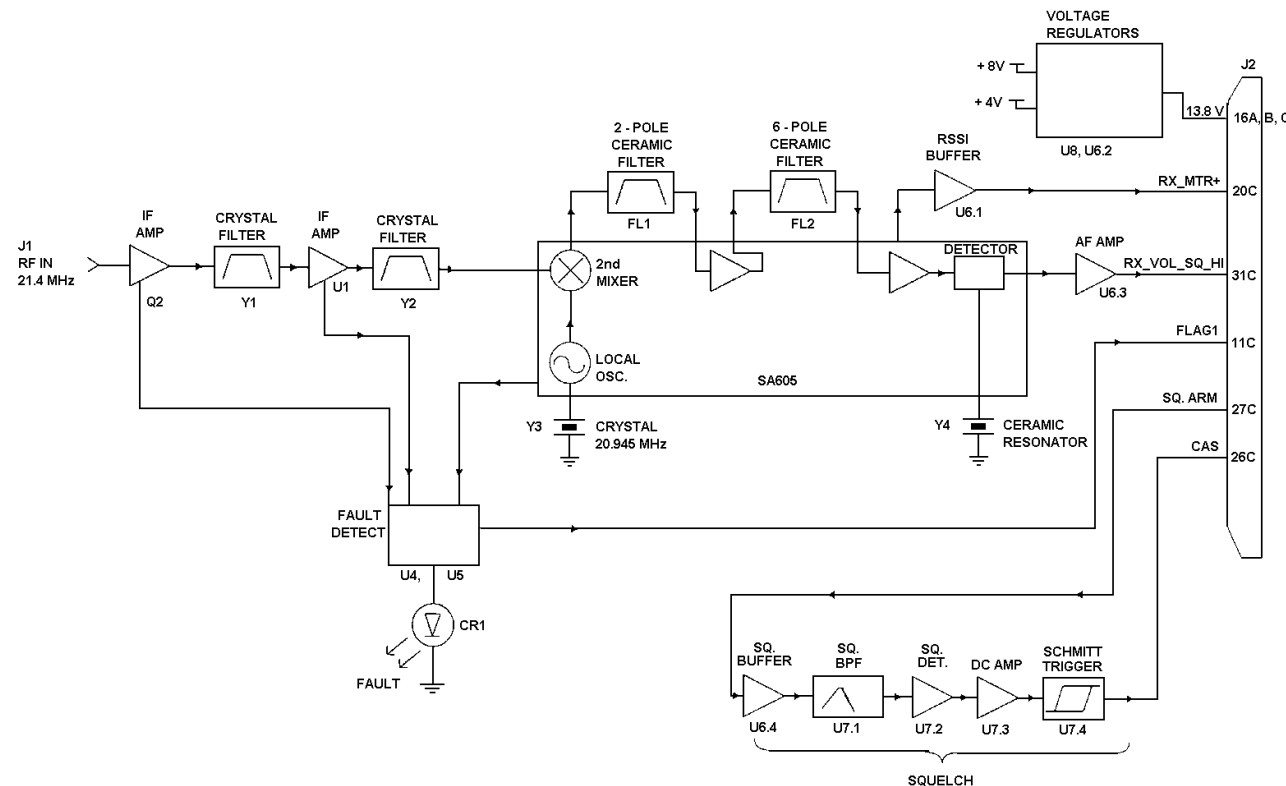 VOLTAGE
REGULATORS
J2
+ 8V
+ 4V
13.8 V
16A, B, C
U8, U6.2
2 - POLE
CERAMIC
FILTER
FL1
6 - POLE
CERAMIC
FILTER
FL2
RSSI
BUFFER
U6.1
RX_MTR+
20C
J1
RF IN
21.4 MHz
IF
AMP
Q2
CRYSTAL
FILTER
Y1
IF
AMP
U1
CRYSTAL
FILTER
Y2
2nd
MIXER
DETECTOR
AF AMP
U6.3
RX_VOL_SQ_HI
31C
LOCAL
OSC.
SA605
FLAG1
11C
Y3
CRYSTAL
20.945 MHz
Y4
CERAMIC
RESONATOR
SQ. ARM
27C
CAS
26C
FAULT
DETECT
U4,
U5
CR1
FAULT
SQ.
BUFFER
U6.4
SQ.
BPF
U7.1
SQ.
DET.
U7.2
DC AMP
U7.3
SCHMITT
TRIGGER
U7.4
SQUELCH